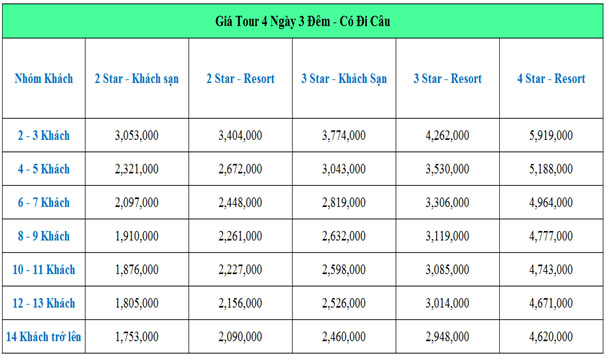 Giá Tour 4 Ngày 3 Đêm - Có Đi Câu
Nhóm Khách 2 Star - Khách sạn 2 Star - Resort 3 Star - Khách Sạn 3 Star - Resort 4 Star - Resort
2 - 3 Khách 3,053,000 3,404,000 3,774,000 4,262,000 5,919,000
4 - 5 Khách 2,321,000 2,672,000 3,043,000 3,530,000 5,188,000
6 - 7 Khách 2,097,000 2,448,000 2,819,000 3,306,000 4,964,000
8 - 9 Khách 1,910,000 2,261,000 2,632,000 3,119,000 4,777,000
10 - 11 Khách 1,876,000 2,227,000 2,598,000 3,085,000 4,743,000
12 - 13 Khách 1,805,000 2,156,000 2,526,000 3,014,000 4,671,000
14 Khách trở lên 1,753,000 2,090,000 2,460,000 2,948,000 4,620,000